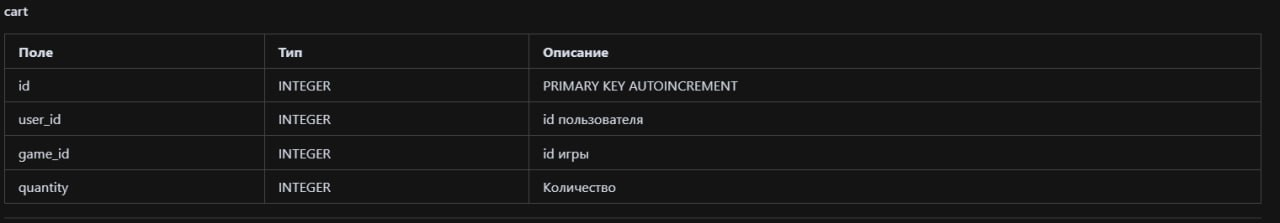 cart
Поле Тип Описание
id INTEGER PRIMARY KEY AUTOINCREMENT
user_id INTEGER id пользователя
game_id INTEGER id игры
quantity INTEGER Количество